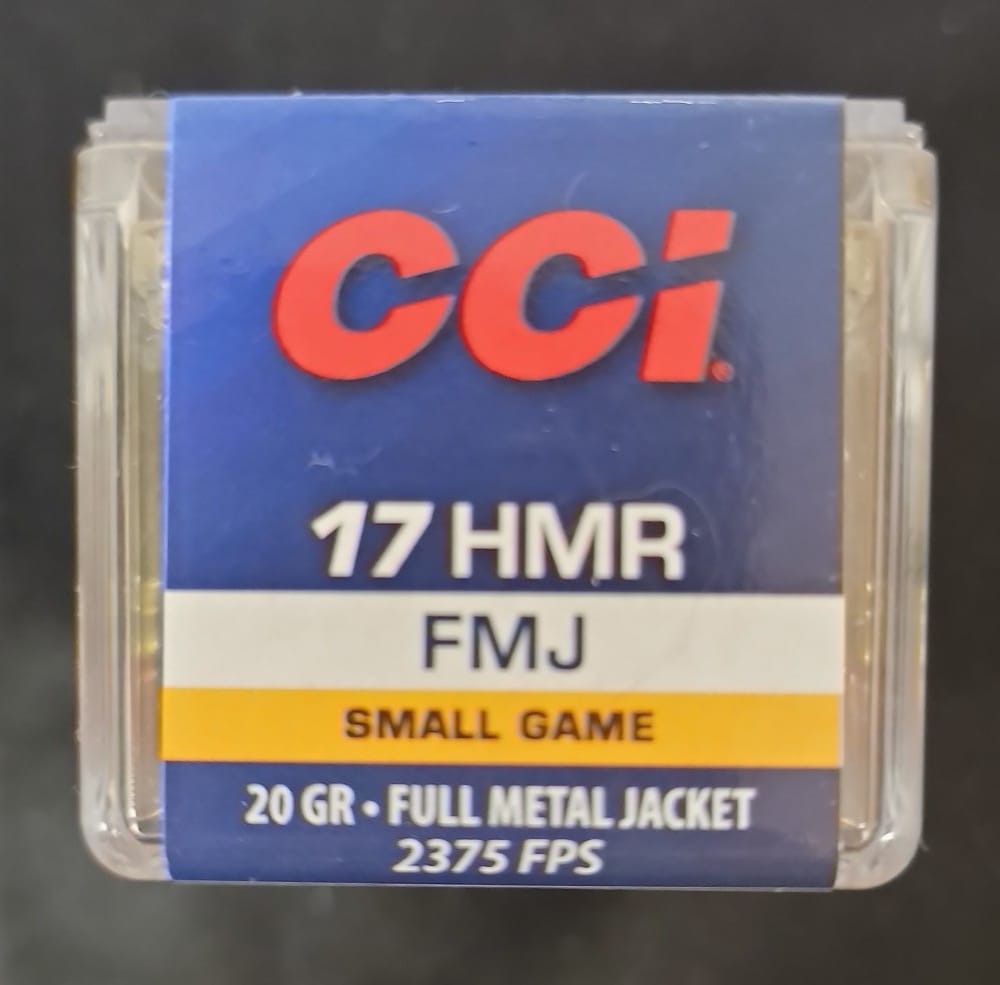 CCI®
17 HMR
FMJ
SMALL GAME
20 GR • FULL METAL JACKET
2375 FPS